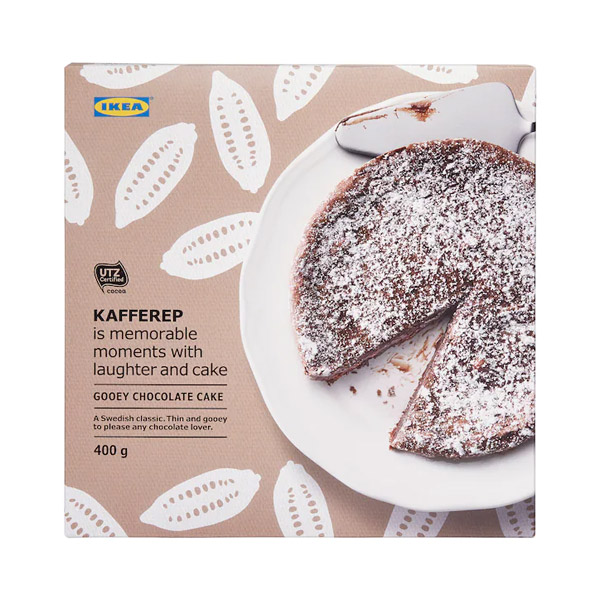 IKEA
UTZ
Certified
cocoa
KAFFEREP
is memorable
moments with
laughter and cake
GOOEY CHOCOLATE CAKE
A Swedish classic. Thin and gooey
to please any chocolate lover.
400 g